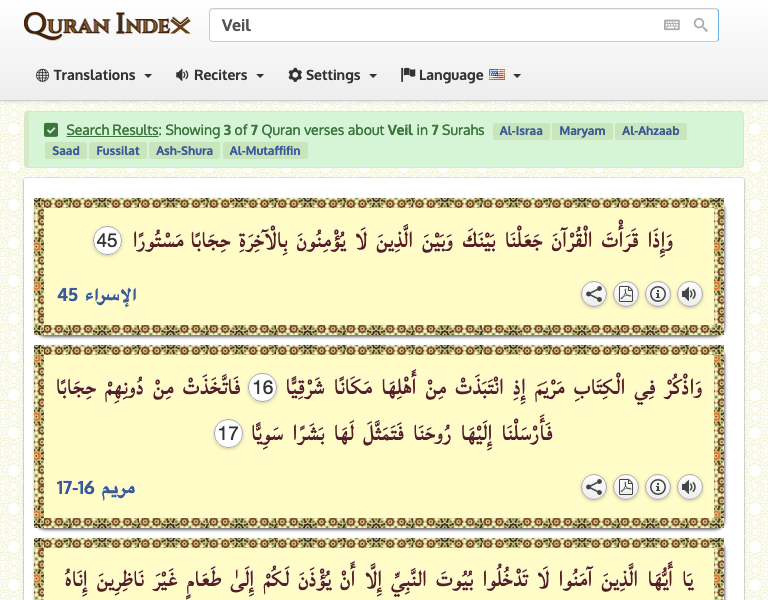 QURAN INDEX
Veil
Translations Reciters Settings Language
Search Results: Showing 3 of 7 Quran verses about Veil in 7 Surahs Al-Israa Maryam Al-Ahzaab
Saad Fussilat Ash-Shura Al-Mutaffifin
وَإِذَا قَرَأْتَ الْقُرْآنَ جَعَلْنَا بَيْنَكَ وَبَيْنَ الَّذِينَ لَا يُؤْمِنُونَ بِالْآخِرَةِ حِجَابًا مَسْتُورًا 45
الإسراء 45
وَاذْكُرْ فِي الْكِتَابِ مَرْيَمَ إِذِ انْتَبَذَتْ مِنْ أَهْلِهَا مَكَانًا شَرْقِيًّا 16 فَاتَّخَذَتْ مِنْ دُونِهِمْ حِجَابًا
فَأَرْسَلْنَا إِلَيْهَا رُوحَنَا فَتَمَثَّلَ لَهَا بَشَرًا سَوِيًّا 17
مريم 16-17
يَا أَيُّهَا الَّذِينَ آمَنُوا لَا تَدْخُلُوا بُيُوتَ النَّبِيِّ إِلَّا أَنْ يُؤْذَنَ لَكُمْ إِلَىٰ طَعَامٍ غَيْرَ نَاظِرِينَ إِنَاهُ